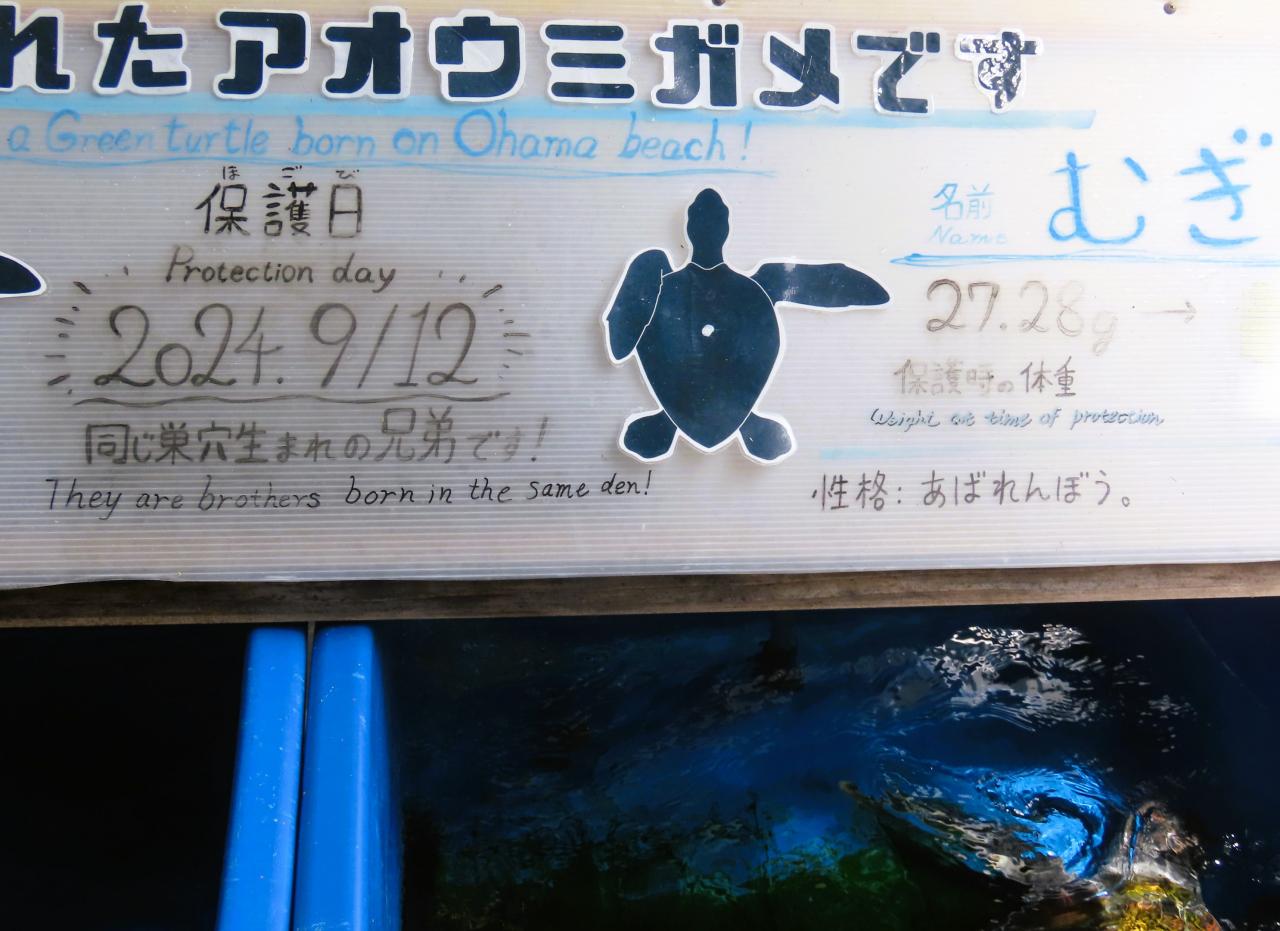 れたアオウミガメです
a Green turtle born on Ohama beach!
ほごび
保護日
Protection day
2024. 9/12
同じ巣穴生まれの兄弟です!
They are brothers born in the same den!
名前 むぎ
Name
27.28g →
保護時の体重
Weight at time of protection
・性格: あばれんぼう。